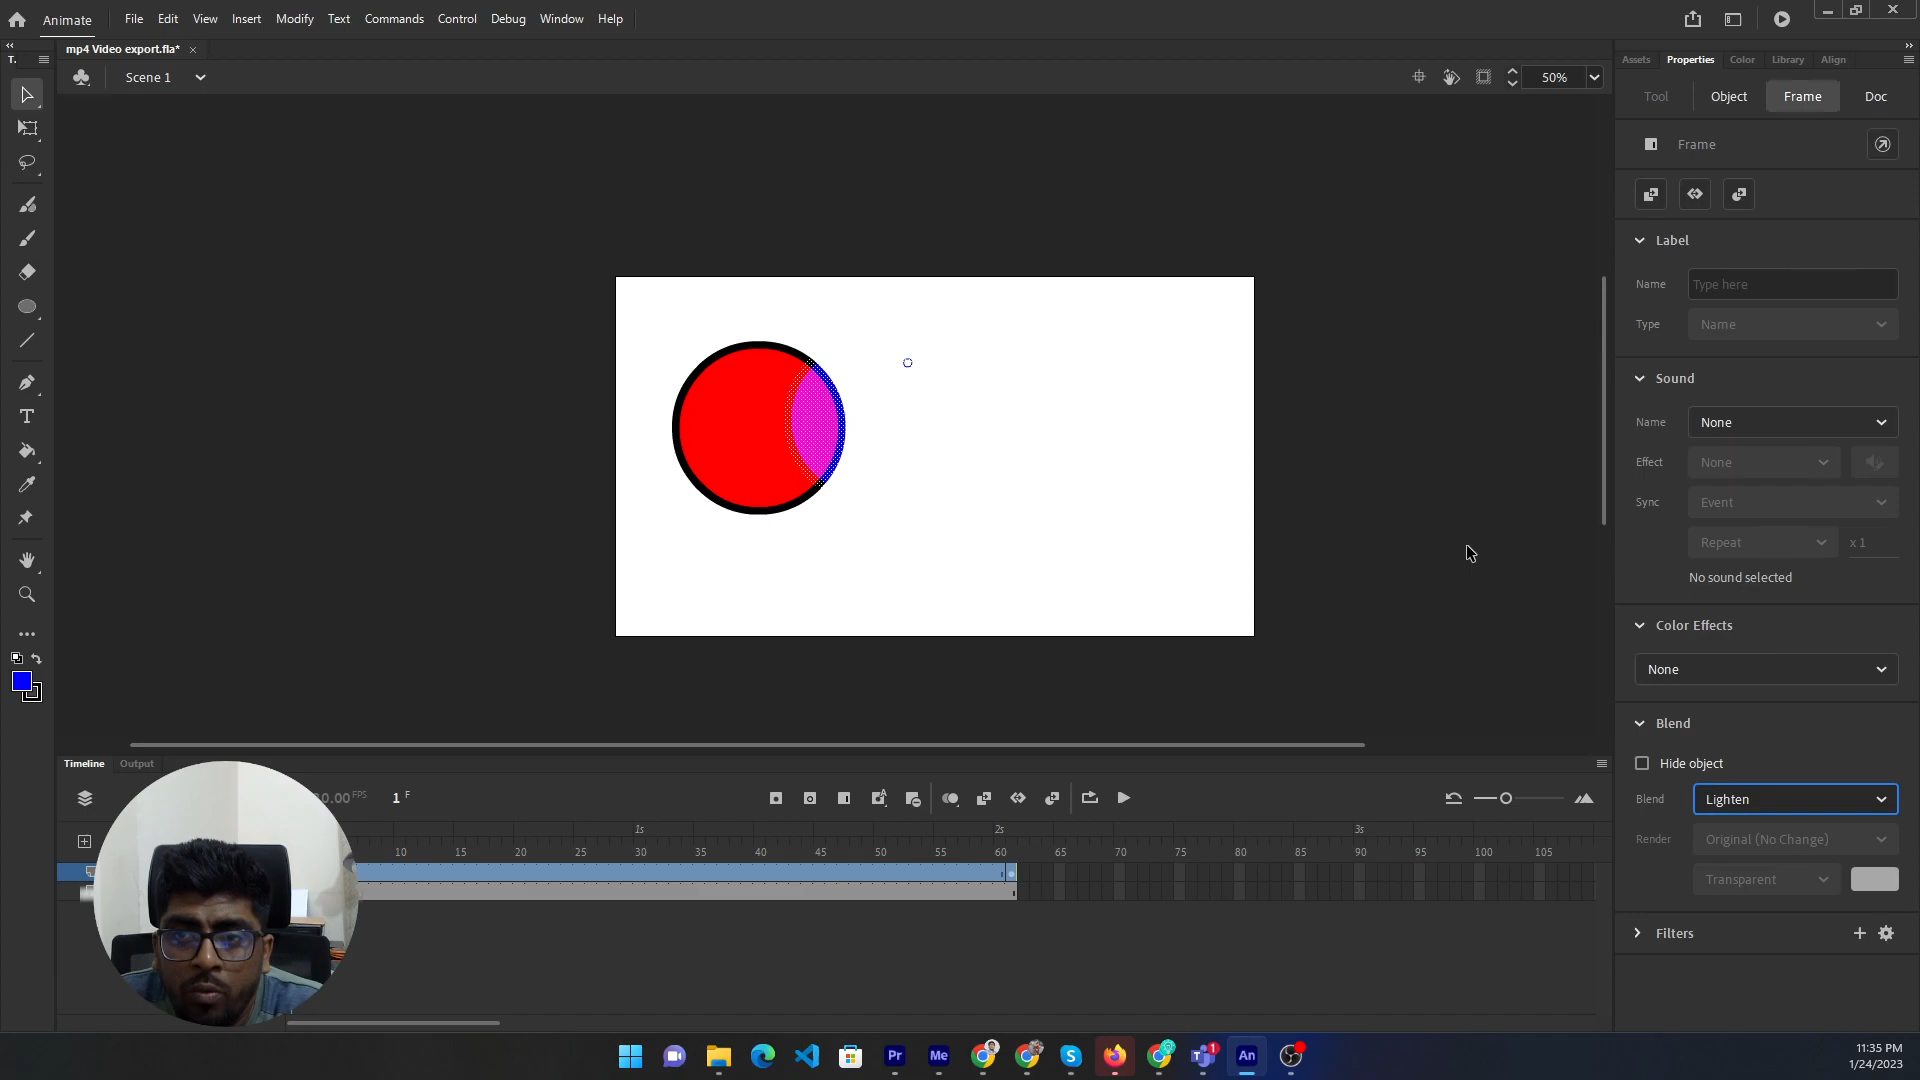 Animate File Edit View Insert Modify Text Commands Control Debug Window Help
mp4 Video export.fla*
T.
Scene 1
50%
Assets Properties Color Library Align
Tool Object Frame Doc
Frame
Label
Name Type here
Type Name
Sound
Name None
Effect None
Sync Event
Repeat x 1
No sound selected
Color Effects
None
Blend
Hide object
Blend Lighten
Render Original (No Change)
Transparent
Filters
Timeline Output
0.00 FPS 1 F
1s 2s 3s
10 15 20 25 30 35 40 45 50 55 60 65 70 75 80 85 90 95 100 105
Pr Me 1 An
11:35 PM
1/24/2023